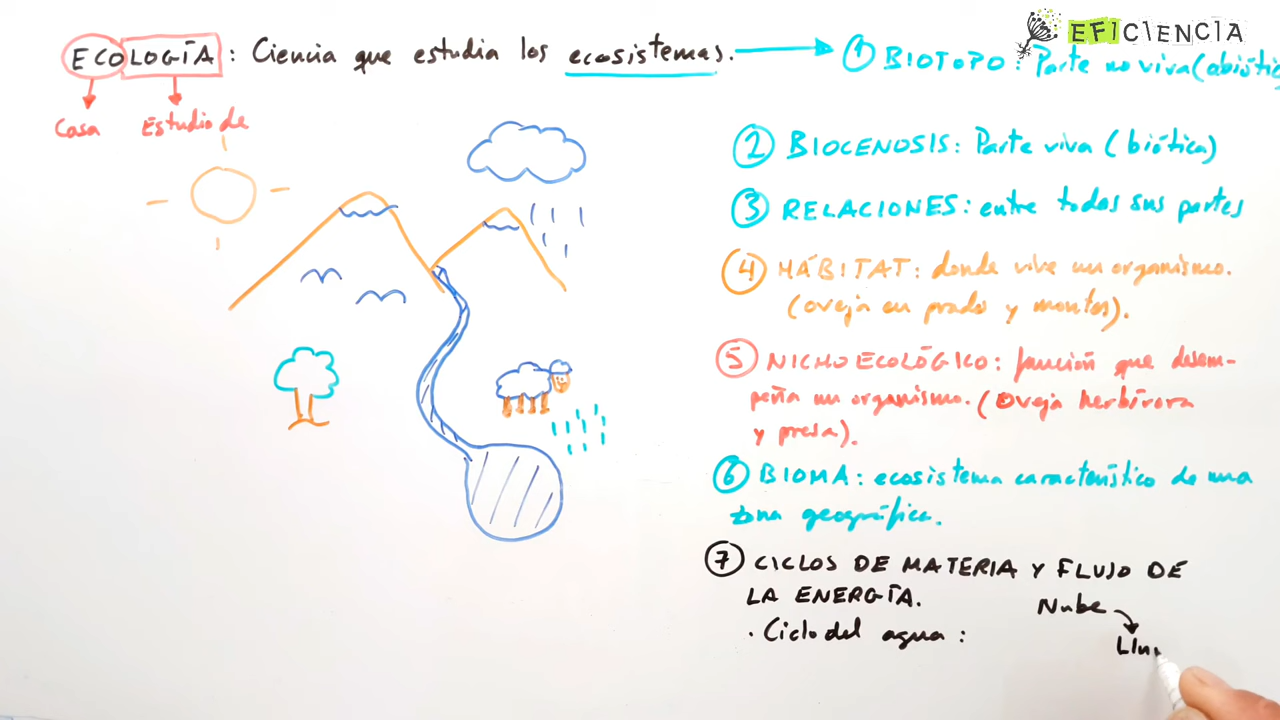 EFICIENCIA
ECOLOGÍA: Ciencia que estudia los ecosistemas.
Casa
Estudio de
① BIOTOPO: Parte no viva (abiótic
② BIOCENOSIS: Parte viva (biótica)
③ RELACIONES: entre todas sus partes
④ HÁBITAT: donde vive un organismo.
(oveja en prados y montes).
⑤ NICHO ECOLÓGICO: función que desem-
peña un organismo. (Oveja herbívora
y presa).
⑥ BIOMA: ecosistema característico de una
zona geográfica.
⑦ CICLOS DE MATERIA Y FLUJO DE
LA ENERGÍA.
Nube
· Ciclo del agua:
Lluv